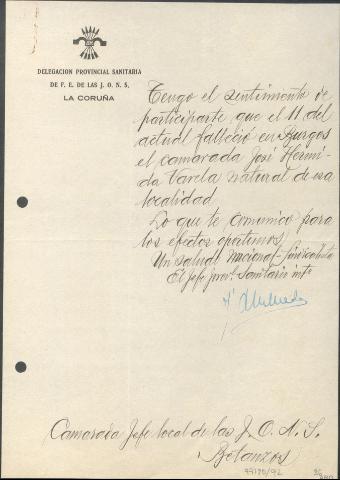 DELEGACION PROVINCIAL SANITARIA
DE F. E. DE LAS J. O. N. S.
LA CORUÑA
Tengo el sentimiento de
participarte que el 11 del
actual falleció en Burgos
el camarada José Hermi-
da Varela natural de esa
localidad
Lo que te comunico para
los efectos oportunos
Un saludo Nacional-Sindicalista
El Jefe provl. Sanitario intº
Camarada Jefe local de las J. O. N. S.
Betanzos